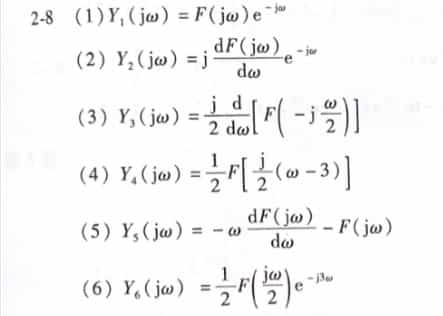 2-8 (1) Y₁(jω) = F(jω)e^{-jω}
(2) Y₂(jω) = j dF(jω)/dω e^{-jω}
(3) Y₃(jω) = j/2 d/dω[F(-j ω/2)]
(4) Y₄(jω) = 1/2 F[j/2(ω-3)]
(5) Y₅(jω) = -ω dF(jω)/dω - F(jω)
(6) Y₆(jω) = 1/2 F(jω/2)e^{-j3ω}